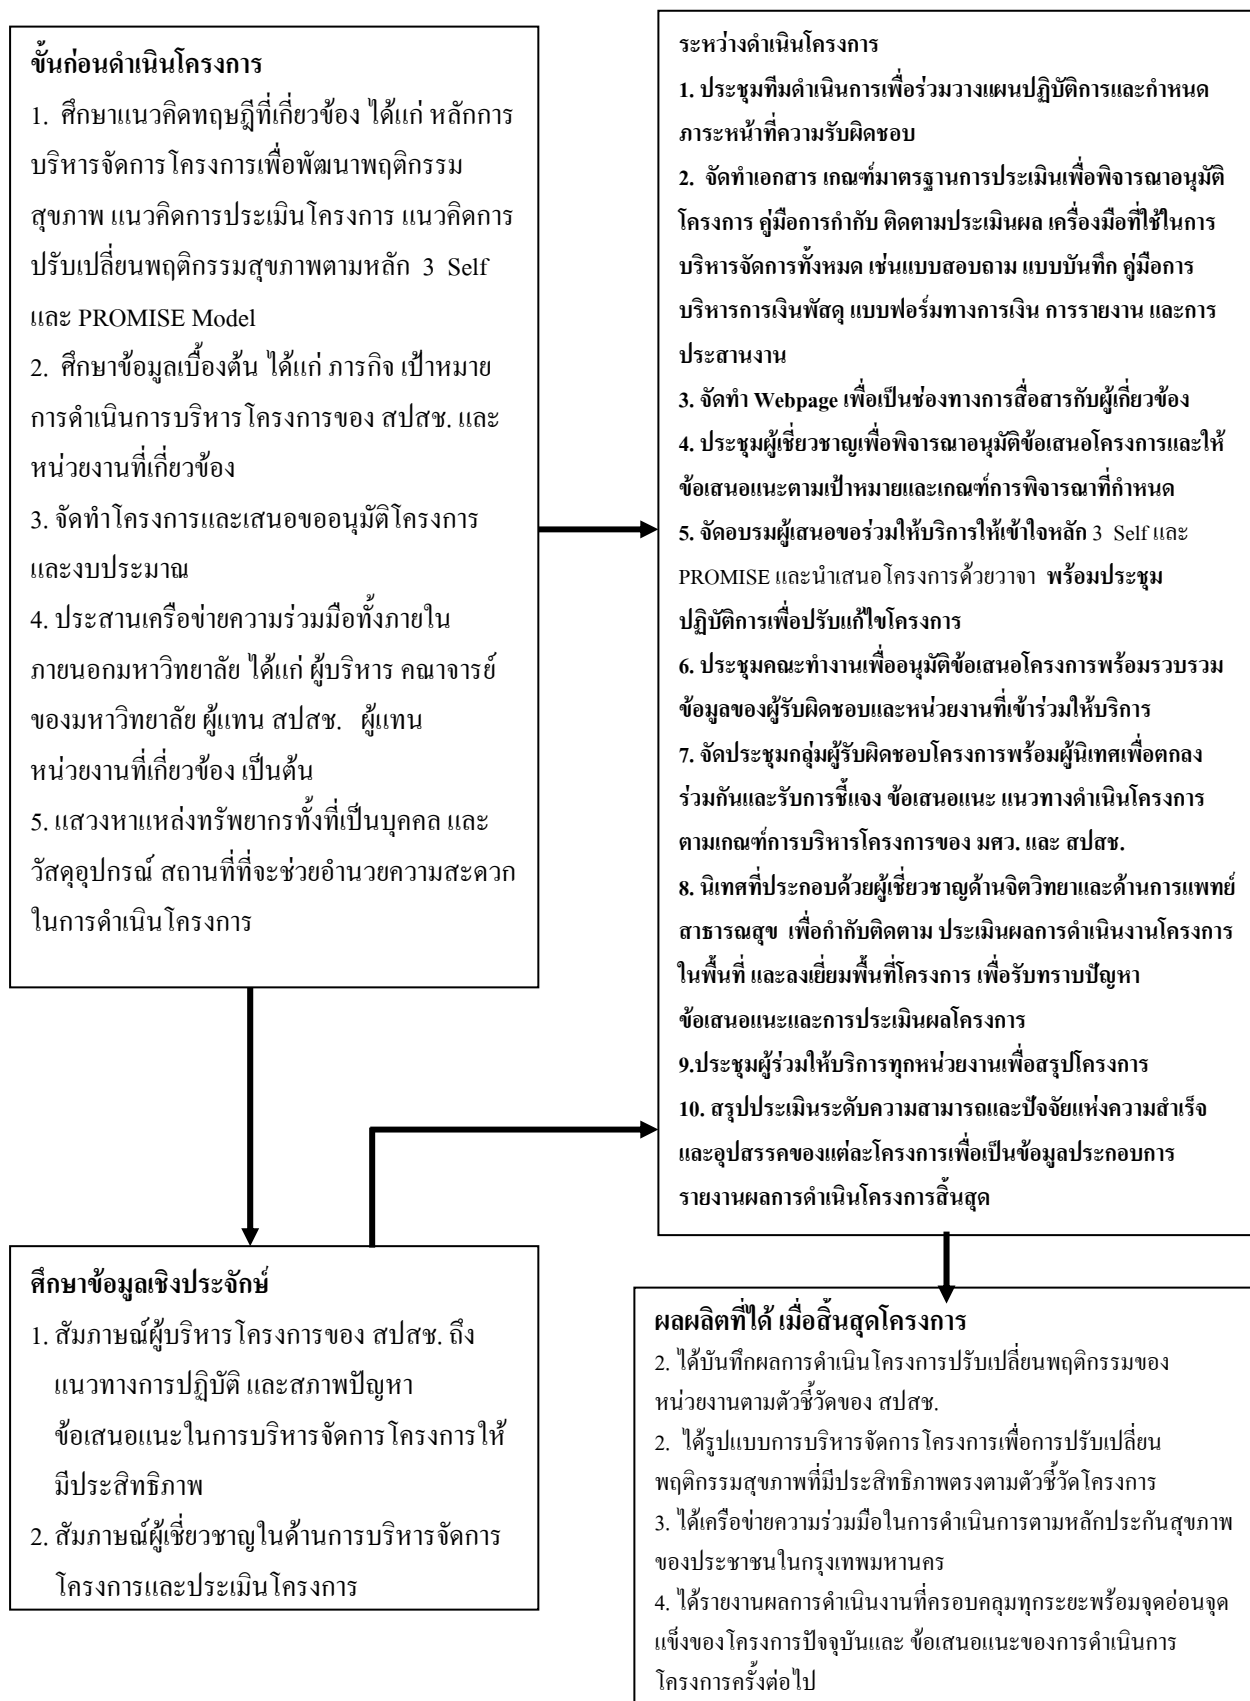 ขั้นก่อนดำเนินโครงการ
1. ศึกษาแนวคิดทฤษฎีที่เกี่ยวข้อง ได้แก่ หลักการ
บริหารจัดการโครงการเพื่อพัฒนาพฤติกรรม
สุขภาพ แนวคิดการประเมินโครงการ แนวคิดการ
ปรับเปลี่ยนพฤติกรรมสุขภาพตามหลัก 3 Self
และ PROMISE Model
2. ศึกษาข้อมูลเบื้องต้น ได้แก่ ภารกิจ เป้าหมาย
การดำเนินการบริหารโครงการของ สปสช. และ
หน่วยงานที่เกี่ยวข้อง
3. จัดทำโครงการและเสนอขออนุมัติโครงการ
และงบประมาณ
4. ประสานเครือข่ายความร่วมมือทั้งภายใน
ภายนอกมหาวิทยาลัย ได้แก่ ผู้บริหาร คณาจารย์
ของมหาวิทยาลัย ผู้แทน สปสช. ผู้แทน
หน่วยงานที่เกี่ยวข้อง เป็นต้น
5. แสวงหาแหล่งทรัพยากรทั้งที่เป็นบุคคล และ
วัสดุอุปกรณ์ สถานที่ที่จะช่วยอำนวยความสะดวก
ในการดำเนินโครงการ
ระหว่างดำเนินโครงการ
1. ประชุมทีมดำเนินการเพื่อร่วมวางแผนปฏิบัติการและกำหนด
ภาระหน้าที่ความรับผิดชอบ
2. จัดทำเอกสาร เกณฑ์มาตรฐานการประเมินเพื่อพิจารณาอนุมัติ
โครงการ คู่มือการกำกับ ติดตามประเมินผล เครื่องมือที่ใช้ในการ
บริหารจัดการทั้งหมด เช่นแบบสอบถาม แบบบันทึก คู่มือการ
บริหารการเงินพัสดุ แบบฟอร์มทางการเงิน การรายงาน และการ
ประสานงาน
3. จัดทำ Webpage เพื่อเป็นช่องทางการสื่อสารกับผู้เกี่ยวข้อง
4. ประชุมผู้เชี่ยวชาญเพื่อพิจารณาอนุมัติข้อเสนอโครงการและให้
ข้อเสนอแนะตามเป้าหมายและเกณฑ์การพิจารณาที่กำหนด
5. จัดอบรมผู้เสนอขอร่วมให้บริการให้เข้าใจหลัก 3 Self และ
PROMISE และนำเสนอโครงการด้วยวาจา พร้อมประชุม
ปฏิบัติการเพื่อปรับแก้ไขโครงการ
6. ประชุมคณะทำงานเพื่ออนุมัติข้อเสนอโครงการพร้อมรวบรวม
ข้อมูลของผู้รับผิดชอบและหน่วยงานที่เข้าร่วมให้บริการ
7. จัดประชุมกลุ่มผู้รับผิดชอบโครงการพร้อมผู้นิเทศเพื่อตกลง
ร่วมกันและรับการชี้แจง ข้อเสนอแนะ แนวทางดำเนินโครงการ
ตามเกณฑ์การบริหารโครงการของ มศว. และ สปสช.
8. นิเทศที่ประกอบด้วยผู้เชี่ยวชาญด้านจิตวิทยาและด้านการแพทย์
สาธารณสุข เพื่อกำกับติดตาม ประเมินผลการดำเนินงานโครงการ
ในพื้นที่ และลงเยี่ยมพื้นที่โครงการ เพื่อรับทราบปัญหา
ข้อเสนอแนะและการประเมินผลโครงการ
9.ประชุมผู้ร่วมให้บริการทุกหน่วยงานเพื่อสรุปโครงการ
10. สรุปประเมินระดับความสามารถและปัจจัยแห่งความสำเร็จ
และอุปสรรคของแต่ละโครงการเพื่อเป็นข้อมูลประกอบการ
รายงานผลการดำเนินโครงการสิ้นสุด
ศึกษาข้อมูลเชิงประจักษ์
1. สัมภาษณ์ผู้บริหารโครงการของ สปสช. ถึง
แนวทางการปฏิบัติ และสภาพปัญหา
ข้อเสนอแนะในการบริหารจัดการโครงการให้
มีประสิทธิภาพ
2. สัมภาษณ์ผู้เชี่ยวชาญในด้านการบริหารจัดการ
โครงการและประเมินโครงการ
ผลผลิตที่ได้ เมื่อสิ้นสุดโครงการ
2. ได้บันทึกผลการดำเนินโครงการปรับเปลี่ยนพฤติกรรมของ
หน่วยงานตามตัวชี้วัดของ สปสช.
2. ได้รูปแบบการบริหารจัดการโครงการเพื่อการปรับเปลี่ยน
พฤติกรรมสุขภาพที่มีประสิทธิภาพตรงตามตัวชี้วัดโครงการ
3. ได้เครือข่ายความร่วมมือในการดำเนินการตามหลักประกันสุขภาพ
ของประชาชนในกรุงเทพมหานคร
4. ได้รายงานผลการดำเนินงานที่ครอบคลุมทุกระยะพร้อมจุดอ่อนจุด
แข็งของโครงการปัจจุบันและ ข้อเสนอแนะของการดำเนินการ
โครงการครั้งต่อไป